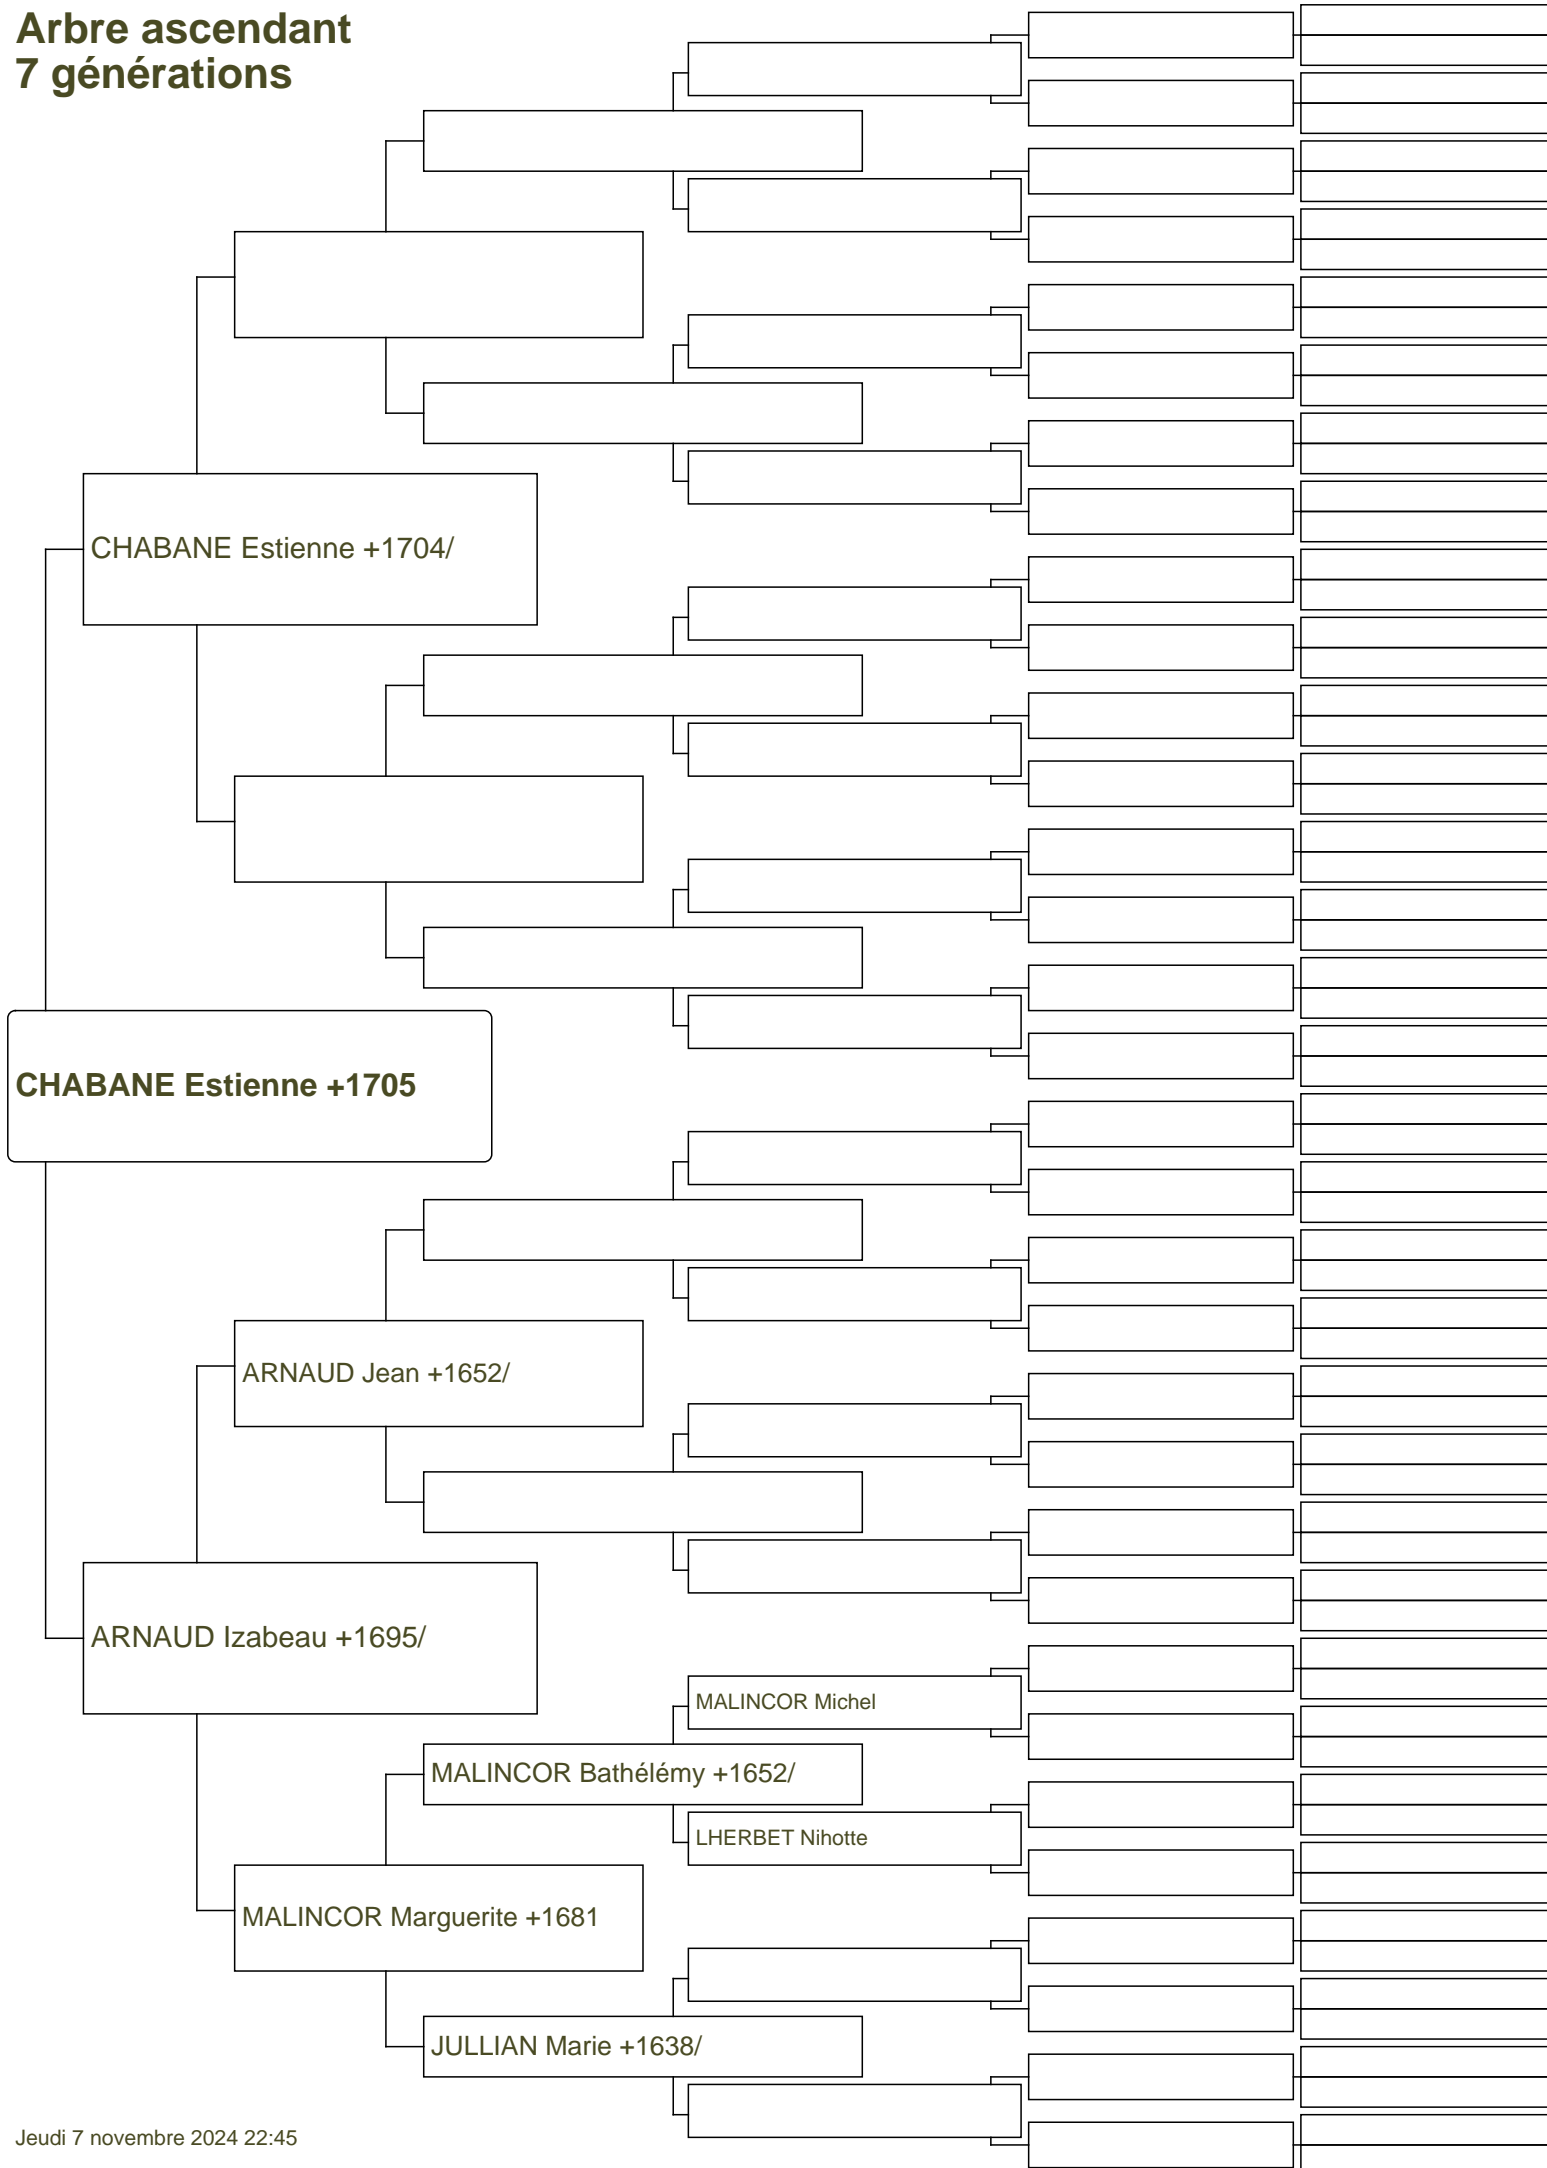 Arbre ascendant
7 générations
CHABANE Estienne +1704/
CHABANE Estienne +1705
ARNAUD Jean +1652/
ARNAUD Izabeau +1695/
MALINCOR Michel
MALINCOR Bathélémy +1652/
LHERBET Nihotte
MALINCOR Marguerite +1681
JULLIAN Marie +1638/
Jeudi 7 novembre 2024 22:45